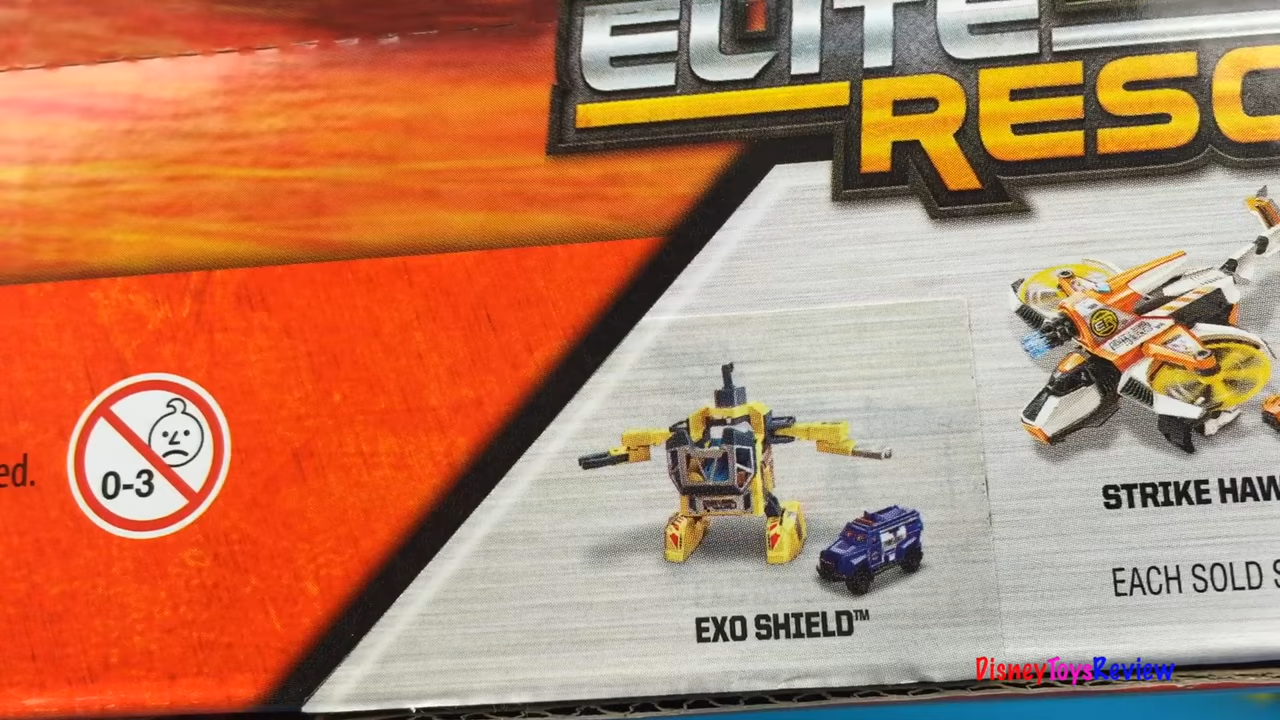 ELITE
RESC
ed.
0-3
EXO SHIELD™
STRIKE HAW
EACH SOLD S
DisneyToysReview